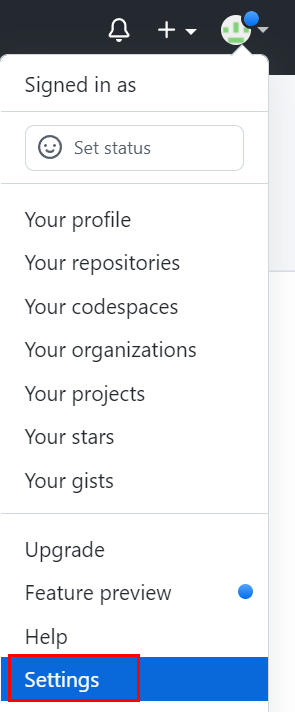 Signed in as
Set status
Your profile
Your repositories
Your codespaces
Your organizations
Your projects
Your stars
Your gists
Upgrade
Feature preview
Help
Settings